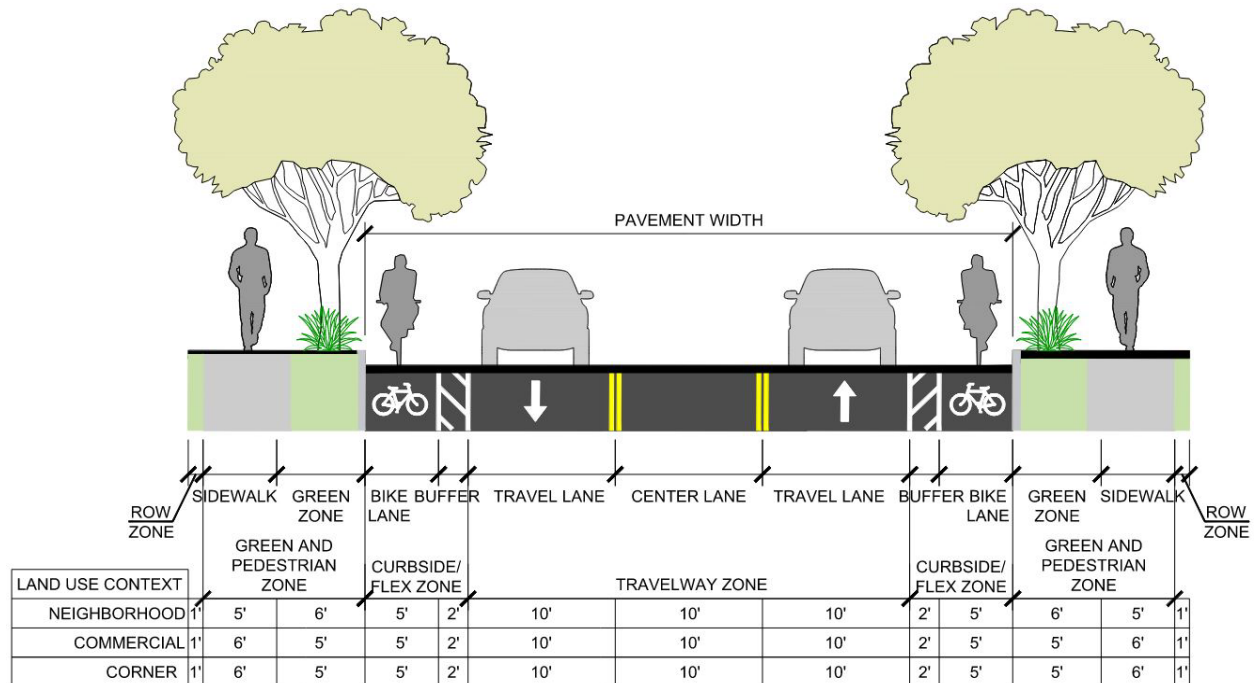 PAVEMENT WIDTH
SIDEWALK GREEN BIKE BUFFER TRAVEL LANE CENTER LANE TRAVEL LANE BUFFER BIKE GREEN SIDEWALK
ROW ZONE LANE LANE ZONE ROW
ZONE ZONE
GREEN AND GREEN AND
PEDESTRIAN CURBSIDE/ CURBSIDE/ PEDESTRIAN
LAND USE CONTEXT ZONE FLEX ZONE TRAVELWAY ZONE FLEX ZONE ZONE
NEIGHBORHOOD 1' 5' 6' 5' 2' 10' 10' 10' 2' 5' 6' 5' 1'
COMMERCIAL 1' 6' 5' 5' 2' 10' 10' 10' 2' 5' 5' 6' 1'
CORNER 1' 6' 5' 5' 2' 10' 10' 10' 2' 5' 5' 6' 1'